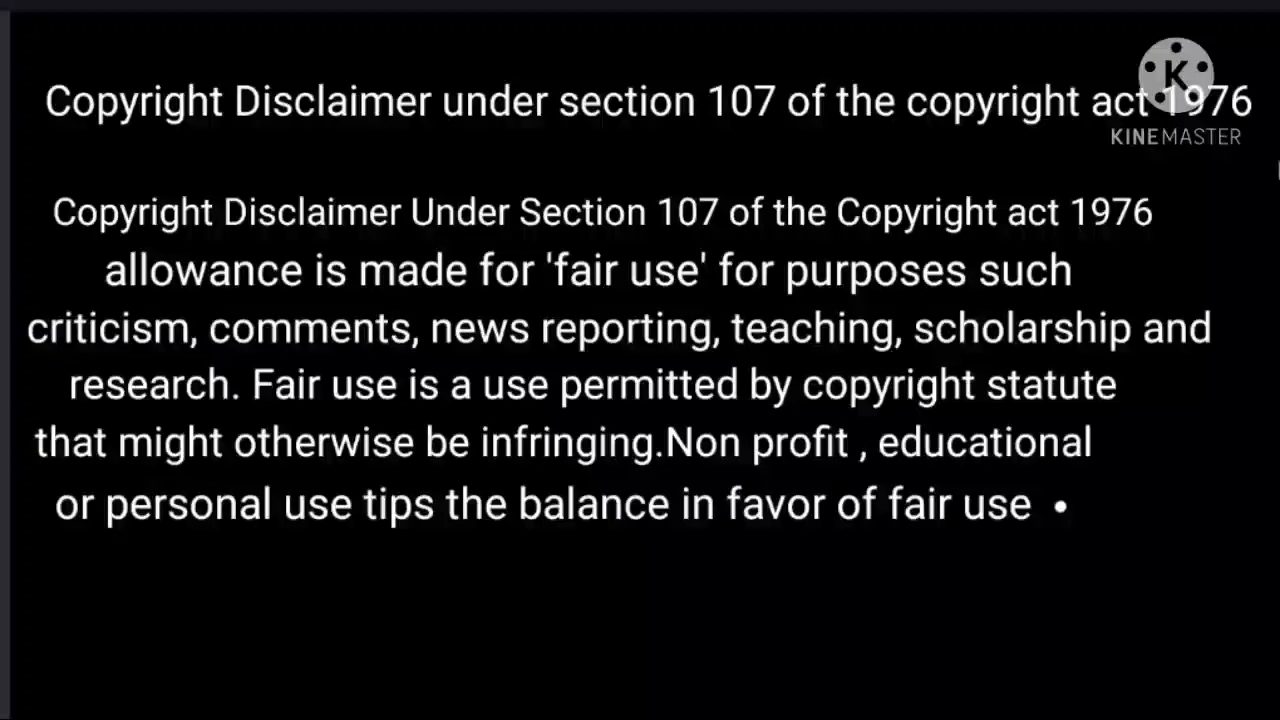 Copyright Disclaimer under section 107 of the copyright act 1976
KINEMASTER
Copyright Disclaimer Under Section 107 of the Copyright act 1976
allowance is made for 'fair use' for purposes such
criticism, comments, news reporting, teaching, scholarship and
research. Fair use is a use permitted by copyright statute
that might otherwise be infringing.Non profit , educational
or personal use tips the balance in favor of fair use •